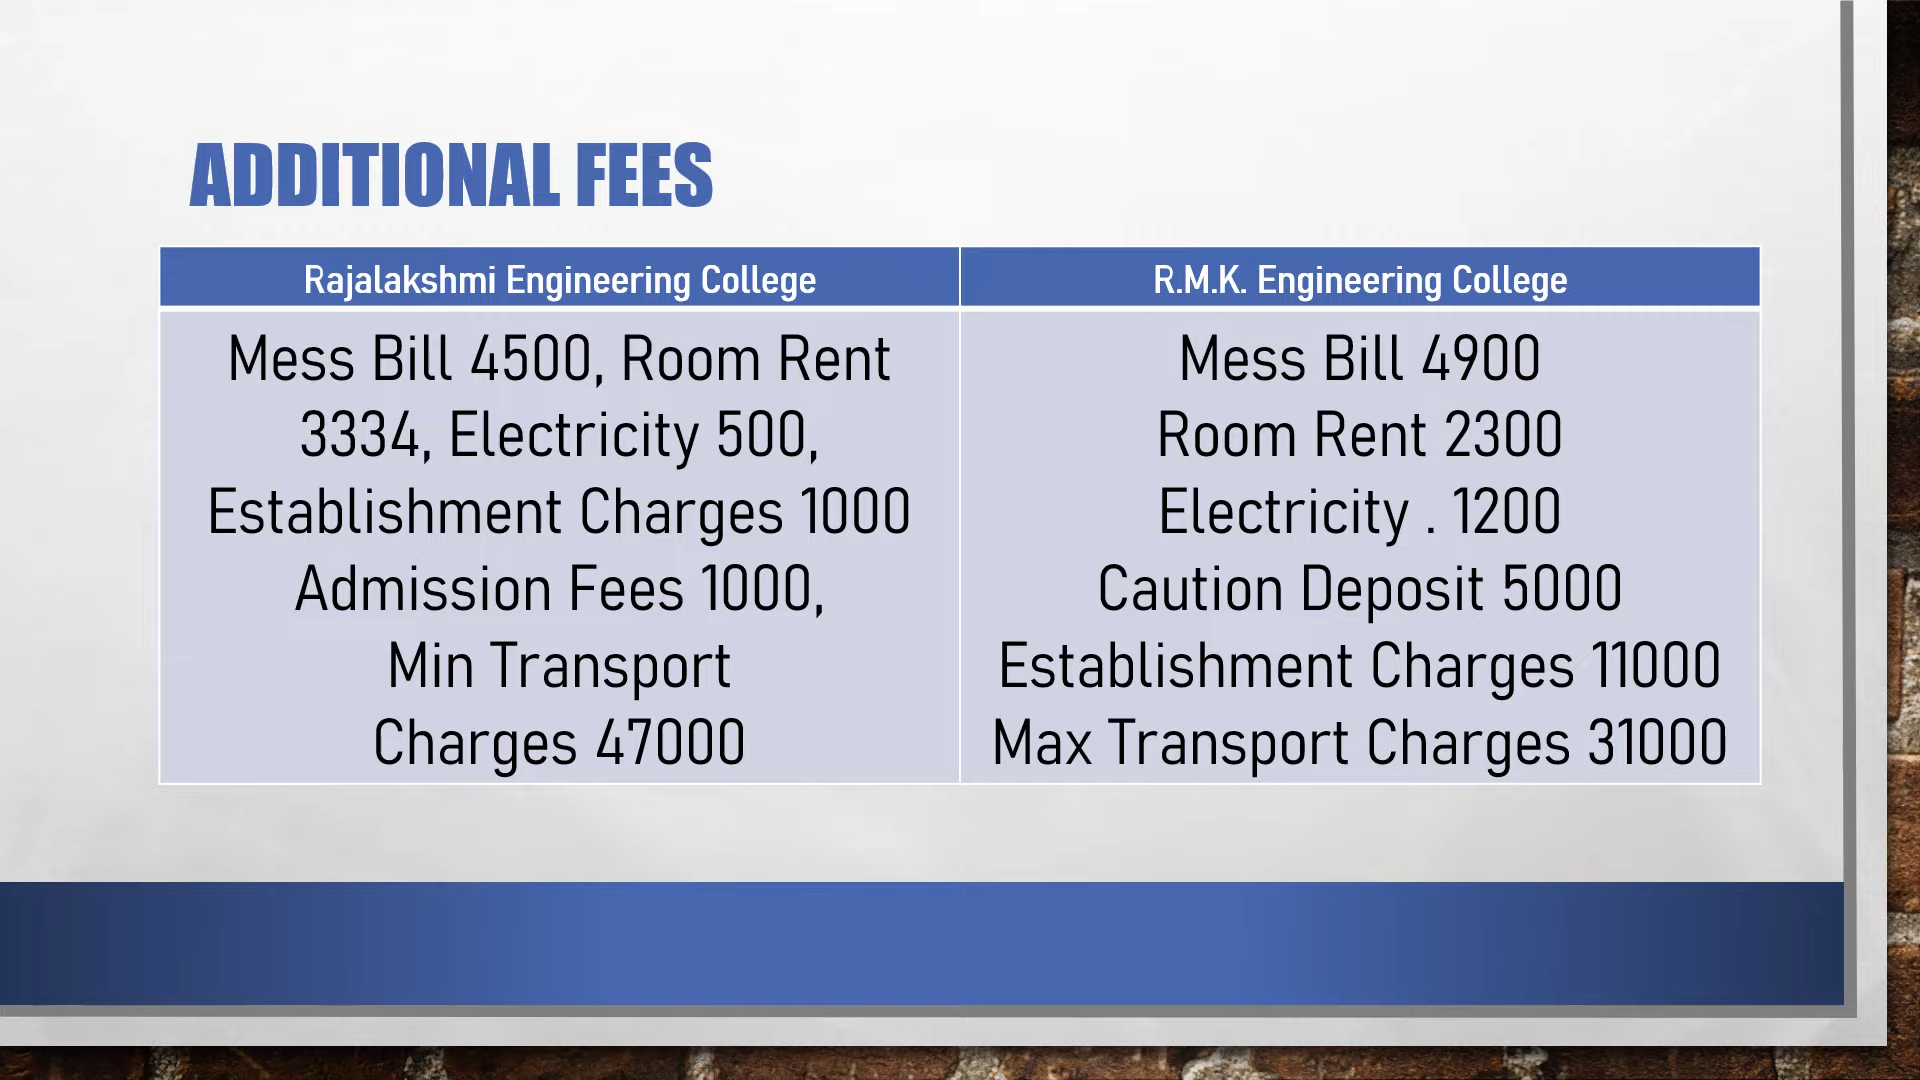 ADDITIONAL FEES
Rajalakshmi Engineering College
Mess Bill 4500, Room Rent
3334, Electricity 500,
Establishment Charges 1000
Admission Fees 1000,
Min Transport
Charges 47000
R.M.K. Engineering College
Mess Bill 4900
Room Rent 2300
Electricity . 1200
Caution Deposit 5000
Establishment Charges 11000
Max Transport Charges 31000